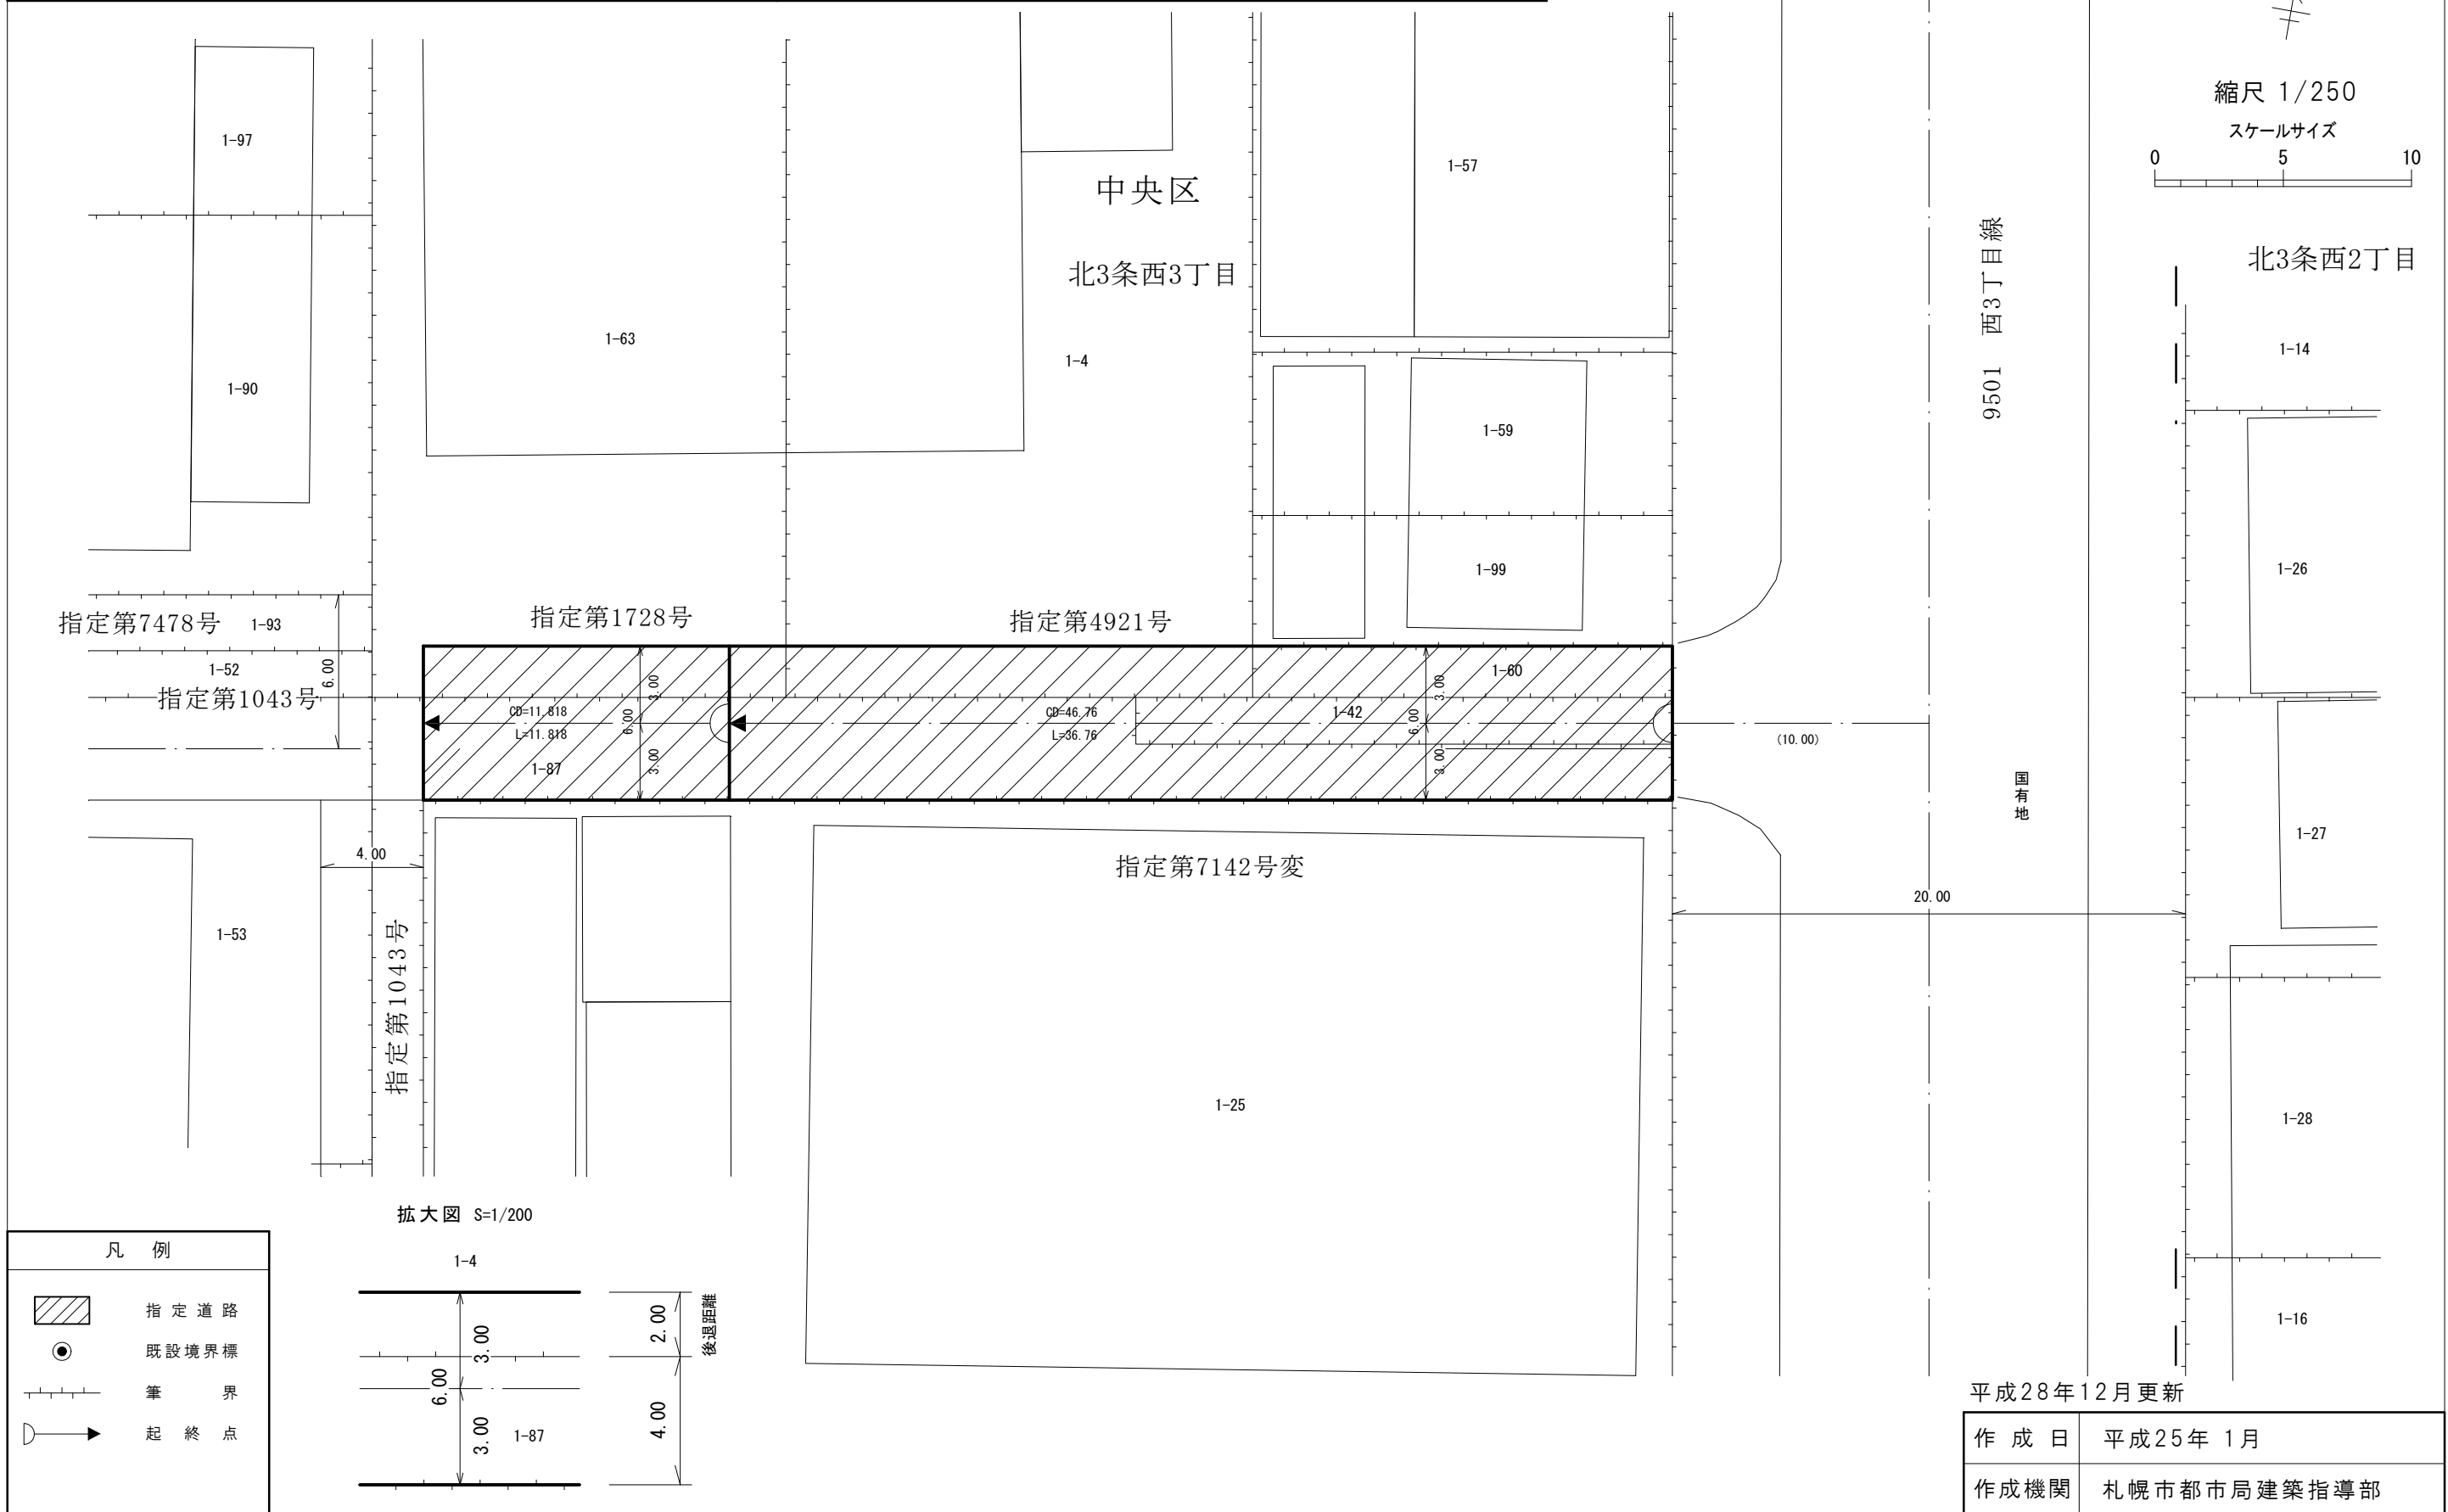 縮尺 1/250
スケールサイズ
0 5 10
1-97
1-57
中央区
北3条西3丁目
9501 西3丁目線
北3条西2丁目
1-63
1-4
1-14
1-90
1-59
1-99
1-26
指定第7478号 1-93
指定第1728号
指定第4921号
1-52
6.00
指定第1043号
3.00
6.00
3.00
CD=11.818
L=11.818
1-87
CD=46.76
L=36.76
1-60
1-42
3.00
6.00
3.00
(10.00)
国有地
1-27
4.00
指定第7142号変
20.00
1-53
指定第1043号
1-25
1-28
1-16
拡大図 S=1/200
1-4
3.00
6.00
3.00
1-87
2.00
4.00
後退距離
凡例
指定道路
既設境界標
筆界
起終点
平成28年12月更新
作成日 平成25年 1月
作成機関 札幌市都市局建築指導部